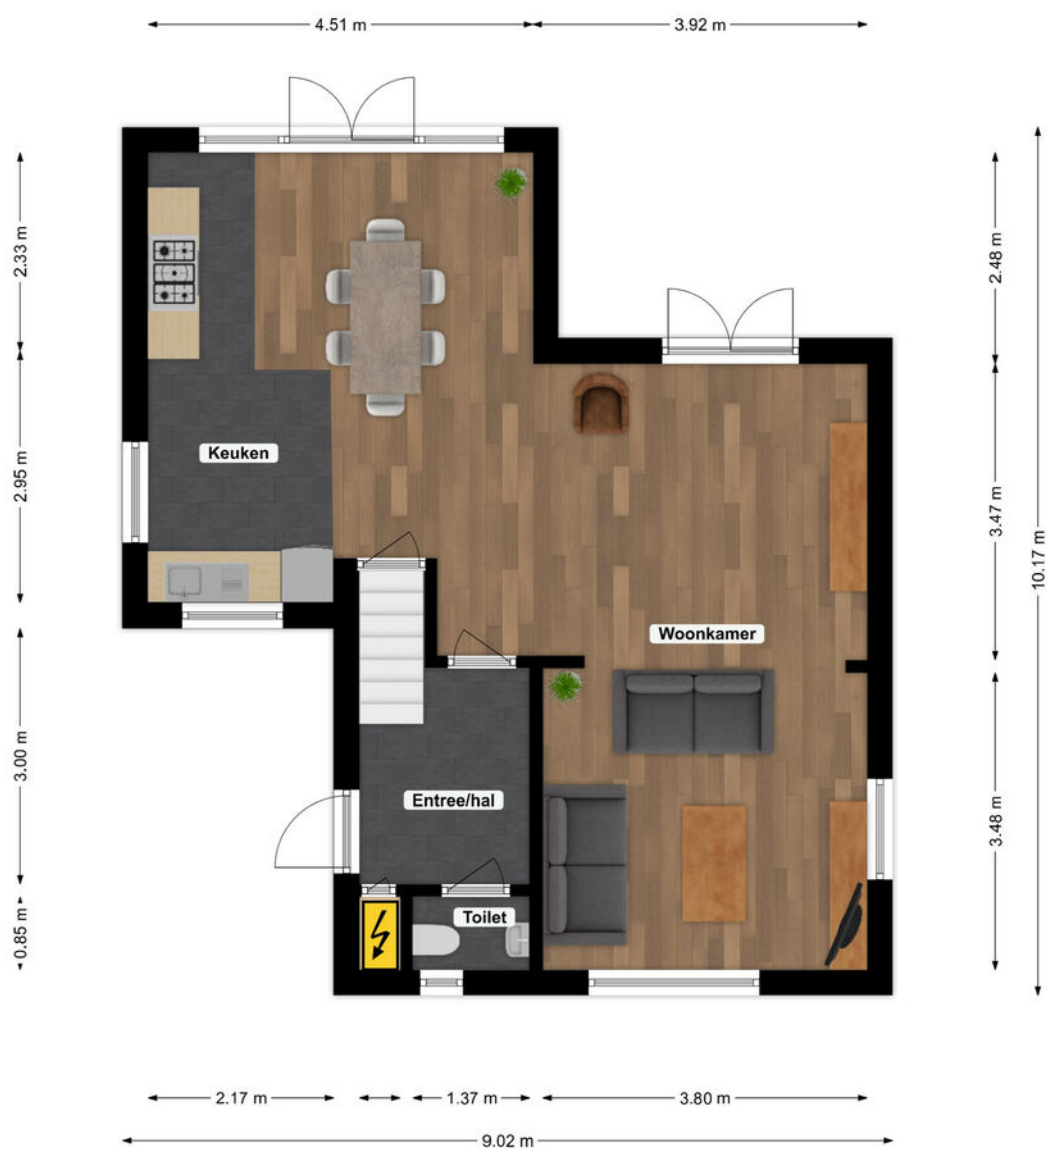 4.51 m
3.92 m
2.33 m
2.48 m
Keuken
2.95 m
3.47 m
10.17 m
Woonkamer
3.00 m
Entree/hal
3.48 m
0.85 m
Toilet
2.17 m
1.37 m
3.80 m
9.02 m